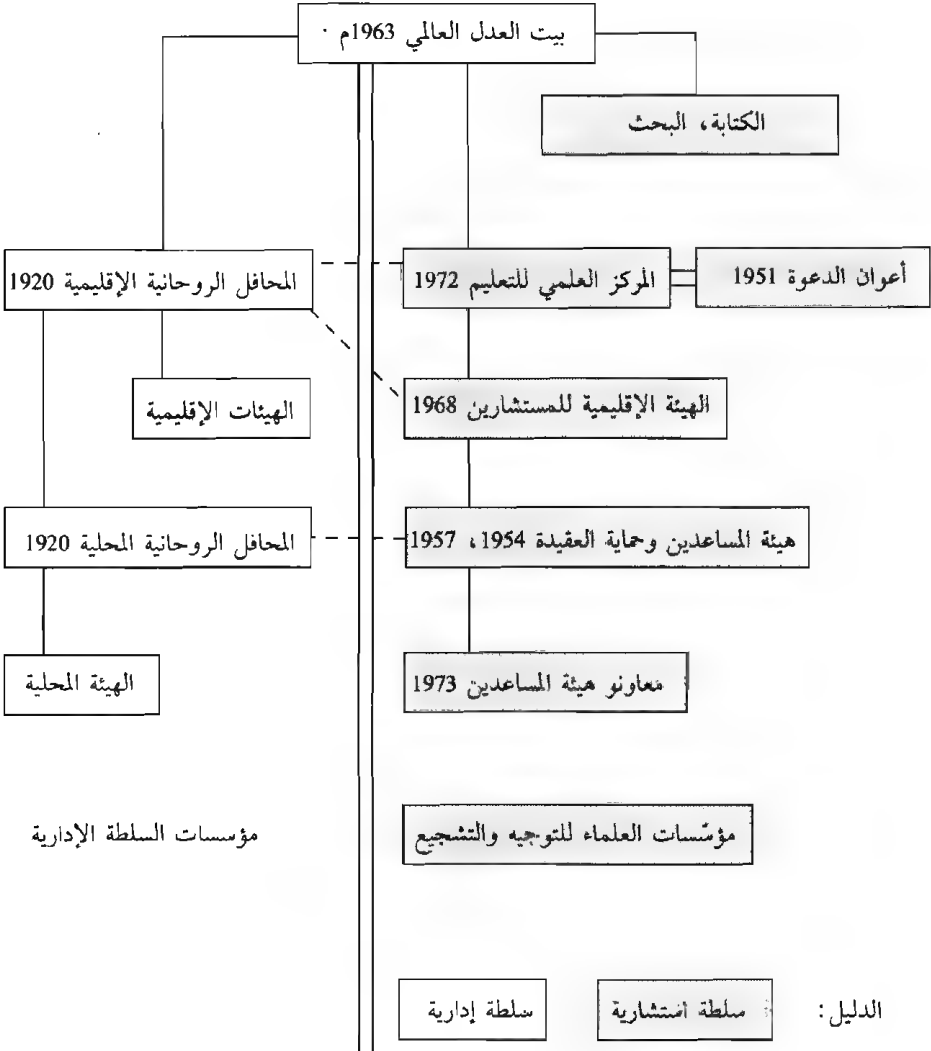 بيت العدل العالمي 1963م
الكتابة، البحث
المحافل الروحانية الإقليمية 1920
المركز العلمي للتعليم 1972
أعوان الدعوة 1951
الهيئات الإقليمية
الهيئة الإقليمية للمستشارين 1968
المحافل الروحانية المحلية 1920
هيئة المساعدين وحماية العقيدة 1954، 1957
الهيئة المحلية
معاونو هيئة المساعدين 1973
مؤسسات السلطة الإدارية
مؤسّسات العلماء للتوجيه والتشجيع
الدليل:
سلطة استشارية
سلطة إدارية